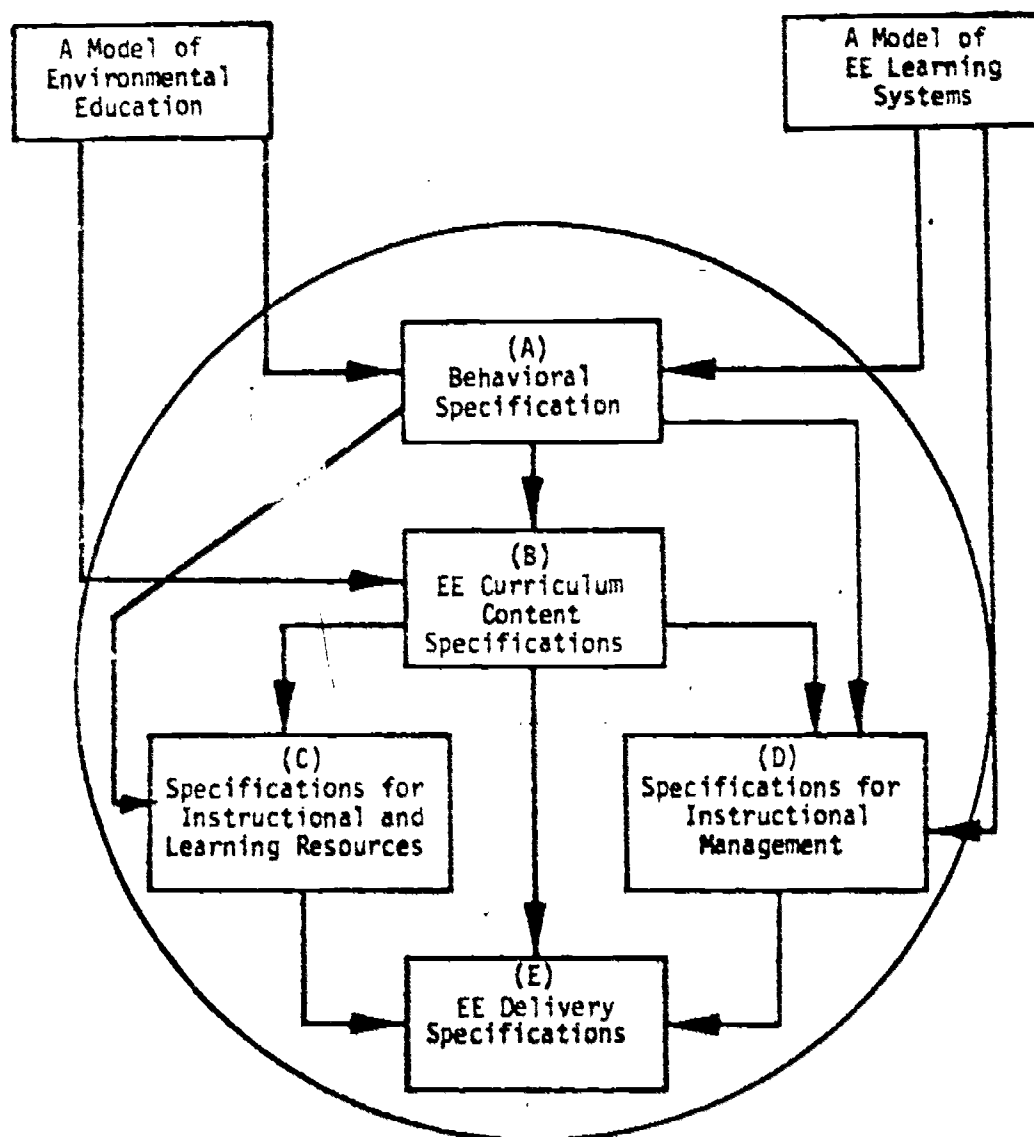 A Model of
Environmental
Education
A Model of
EE Learning
Systems
(A)
Behavioral
Specification
(B)
EE Curriculum
Content
Specifications
(C)
Specifications for
Instructional and
Learning Resources
(D)
Specifications for
Instructional
Management
(E)
EE Delivery
Specifications